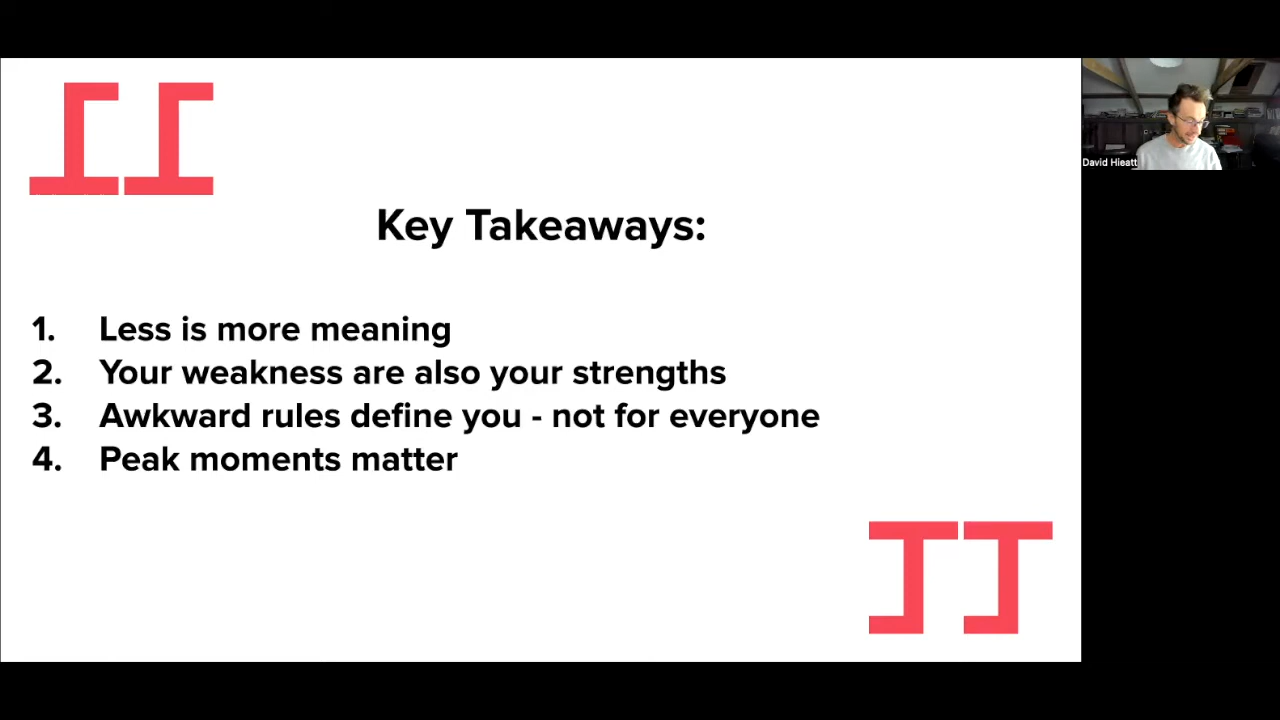 Key Takeaways:
1. Less is more meaning
2. Your weakness are also your strengths
3. Awkward rules define you - not for everyone
4. Peak moments matter
David Hieatt